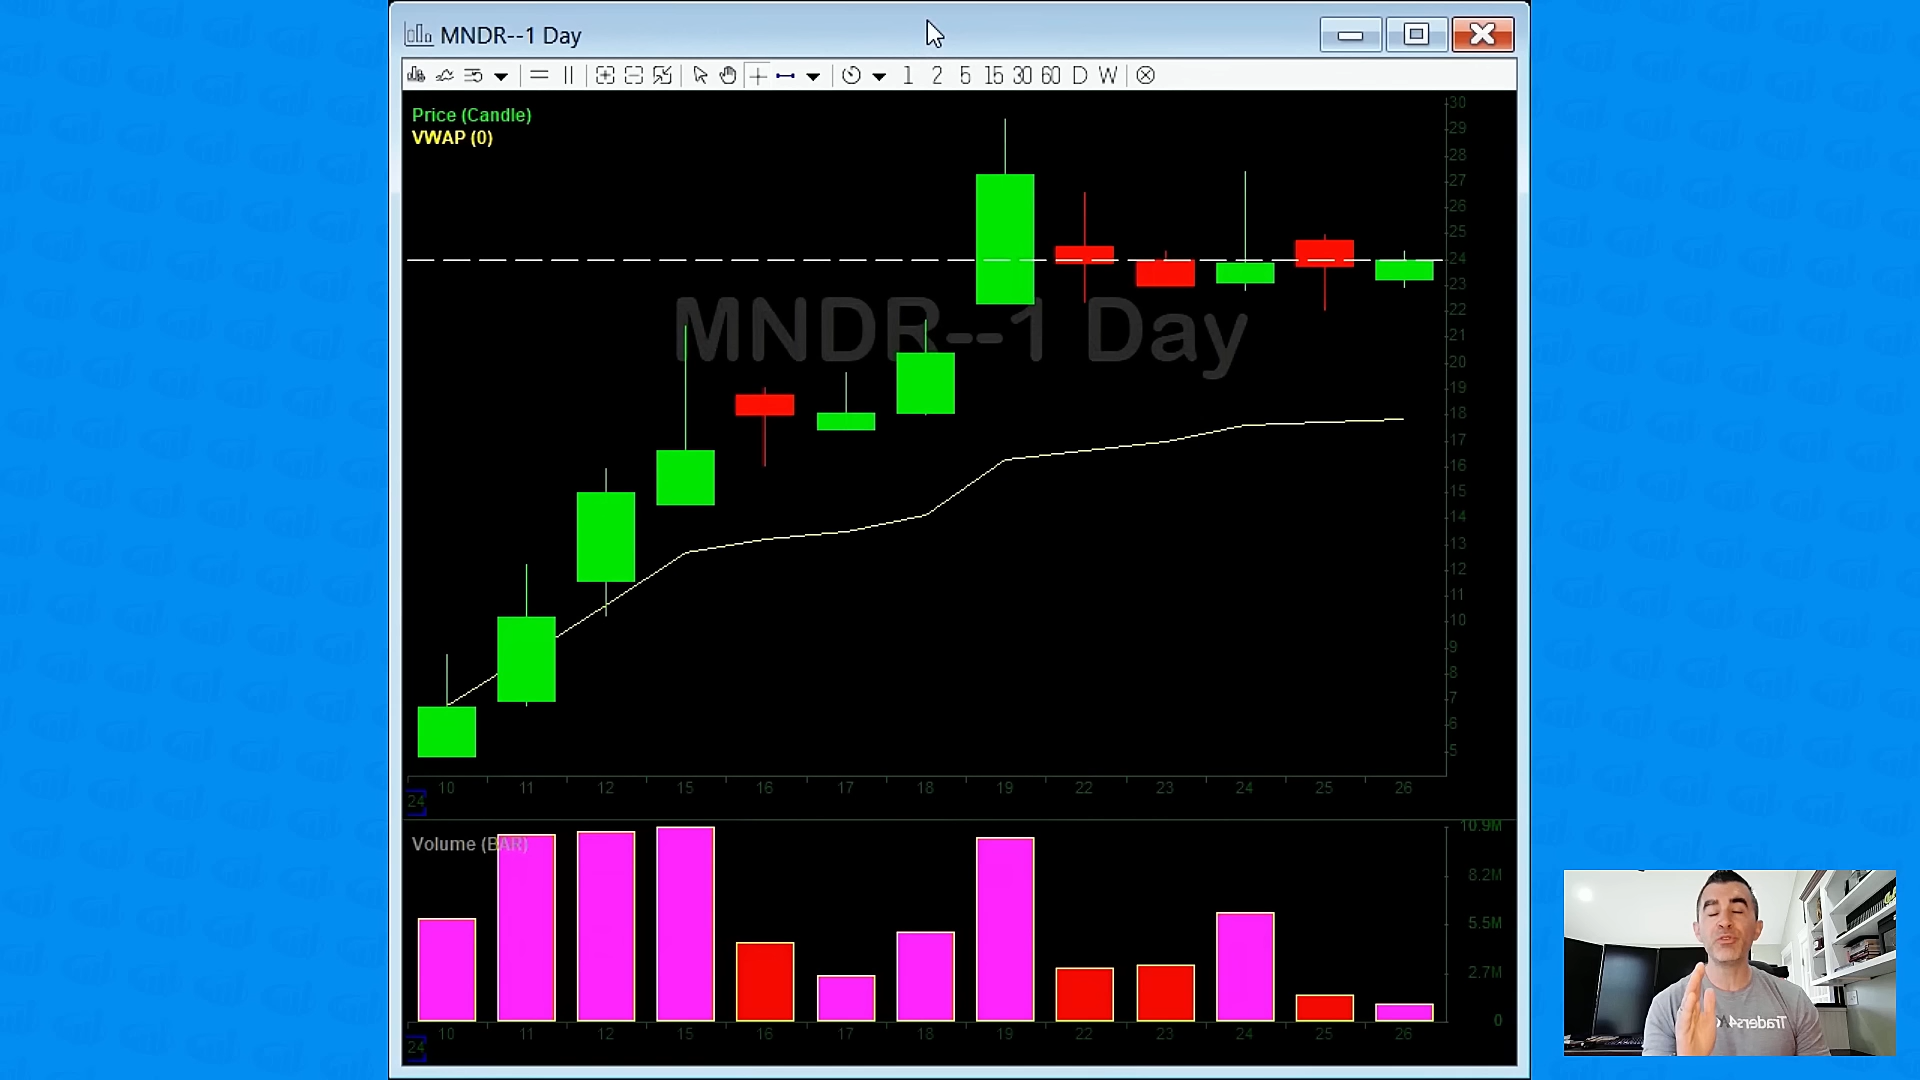 MNDR--1 Day
1 2 5 15 30 60 D W
Price (Candle)
VWAP (0)
MNDR--1 Day
30
29
28
27
26
25
24
23
22
21
20
19
18
17
16
15
14
13
12
11
10
9
8
7
6
5
10 11 12 15 16 17 18 19 22 23 24 25 26
24
Volume (BAR)
10.9M
8.2M
5.5M
2.7M
0
10 11 12 15 16 17 18 19 22 23 24 25 26
24
Traders4